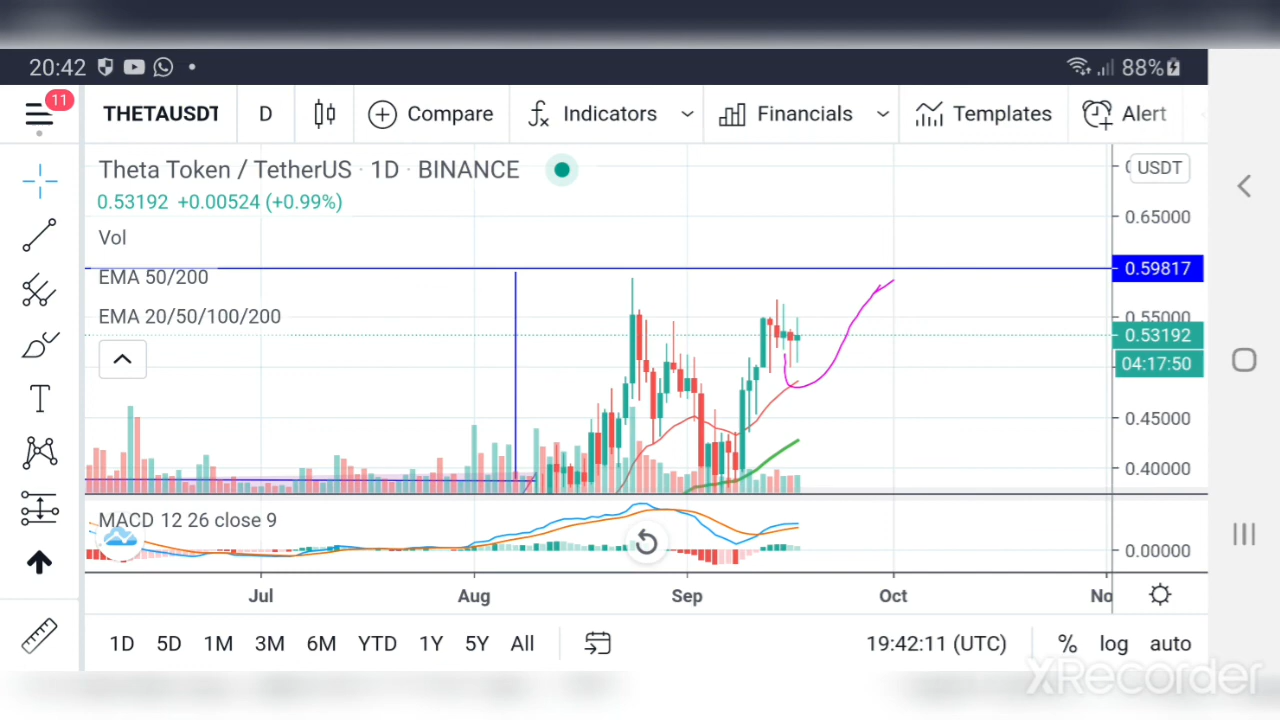 20:42 88%
11 THETAUSDT D Compare Indicators Financials Templates Alert
Theta Token / TetherUS · 1D · BINANCE USDT
0.53192 +0.00524 (+0.99%)
0.65000
Vol
0.59817
EMA 50/200
EMA 20/50/100/200 0.55000
0.53192
04:17:50
0.45000
0.40000
MACD 12 26 close 9
0.00000
Jul Aug Sep Oct No
1D 5D 1M 3M 6M YTD 1Y 5Y All 19:42:11 (UTC) % log auto
XRecorder